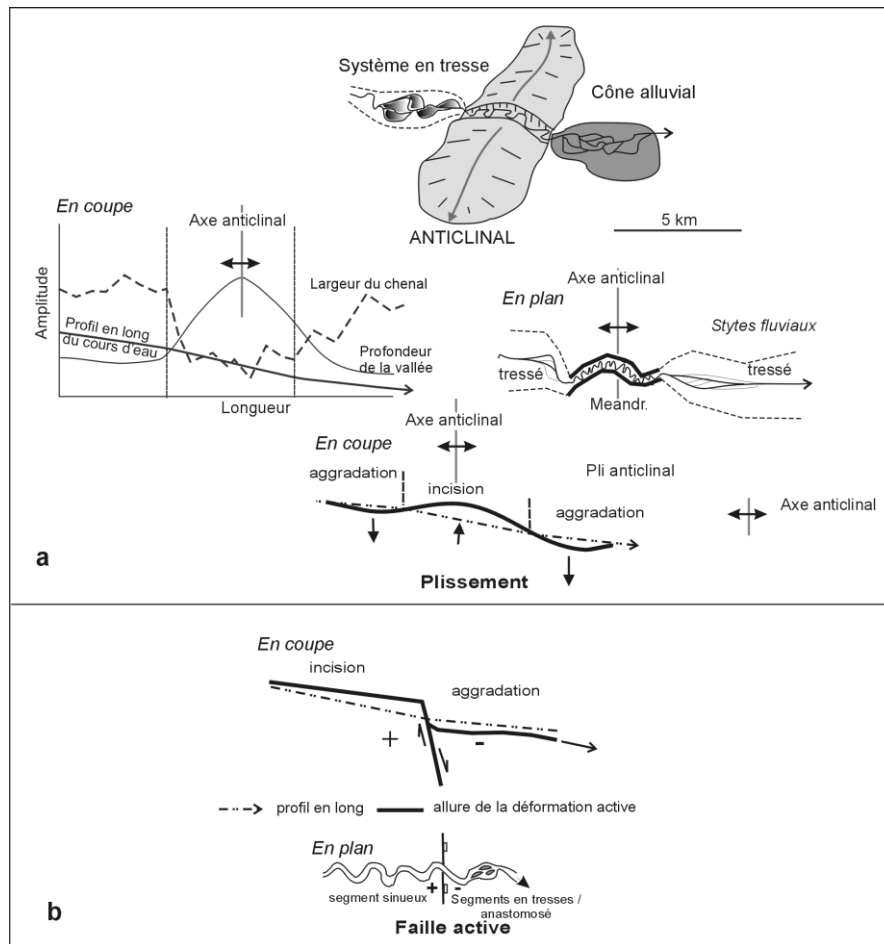 Système en tresse
Cône alluvial
ANTICLINAL
5 km
En coupe
Axe anticlinal
Largeur du chenal
Amplitude
Profil en long
du cours d'eau
Profondeur
de la vallée
Longueur
Axe anticlinal
En plan
Stytes fluviaux
tressé
tressé
Meandr.
Axe anticlinal
En coupe
aggradation
incision
Pli anticlinal
aggradation
Axe anticlinal
a
Plissement
En coupe
incision
aggradation
+
-
profil en long
allure de la déformation active
En plan
segment sinueux
+
-
Segments en tresses /
anastomosé
b
Faille active